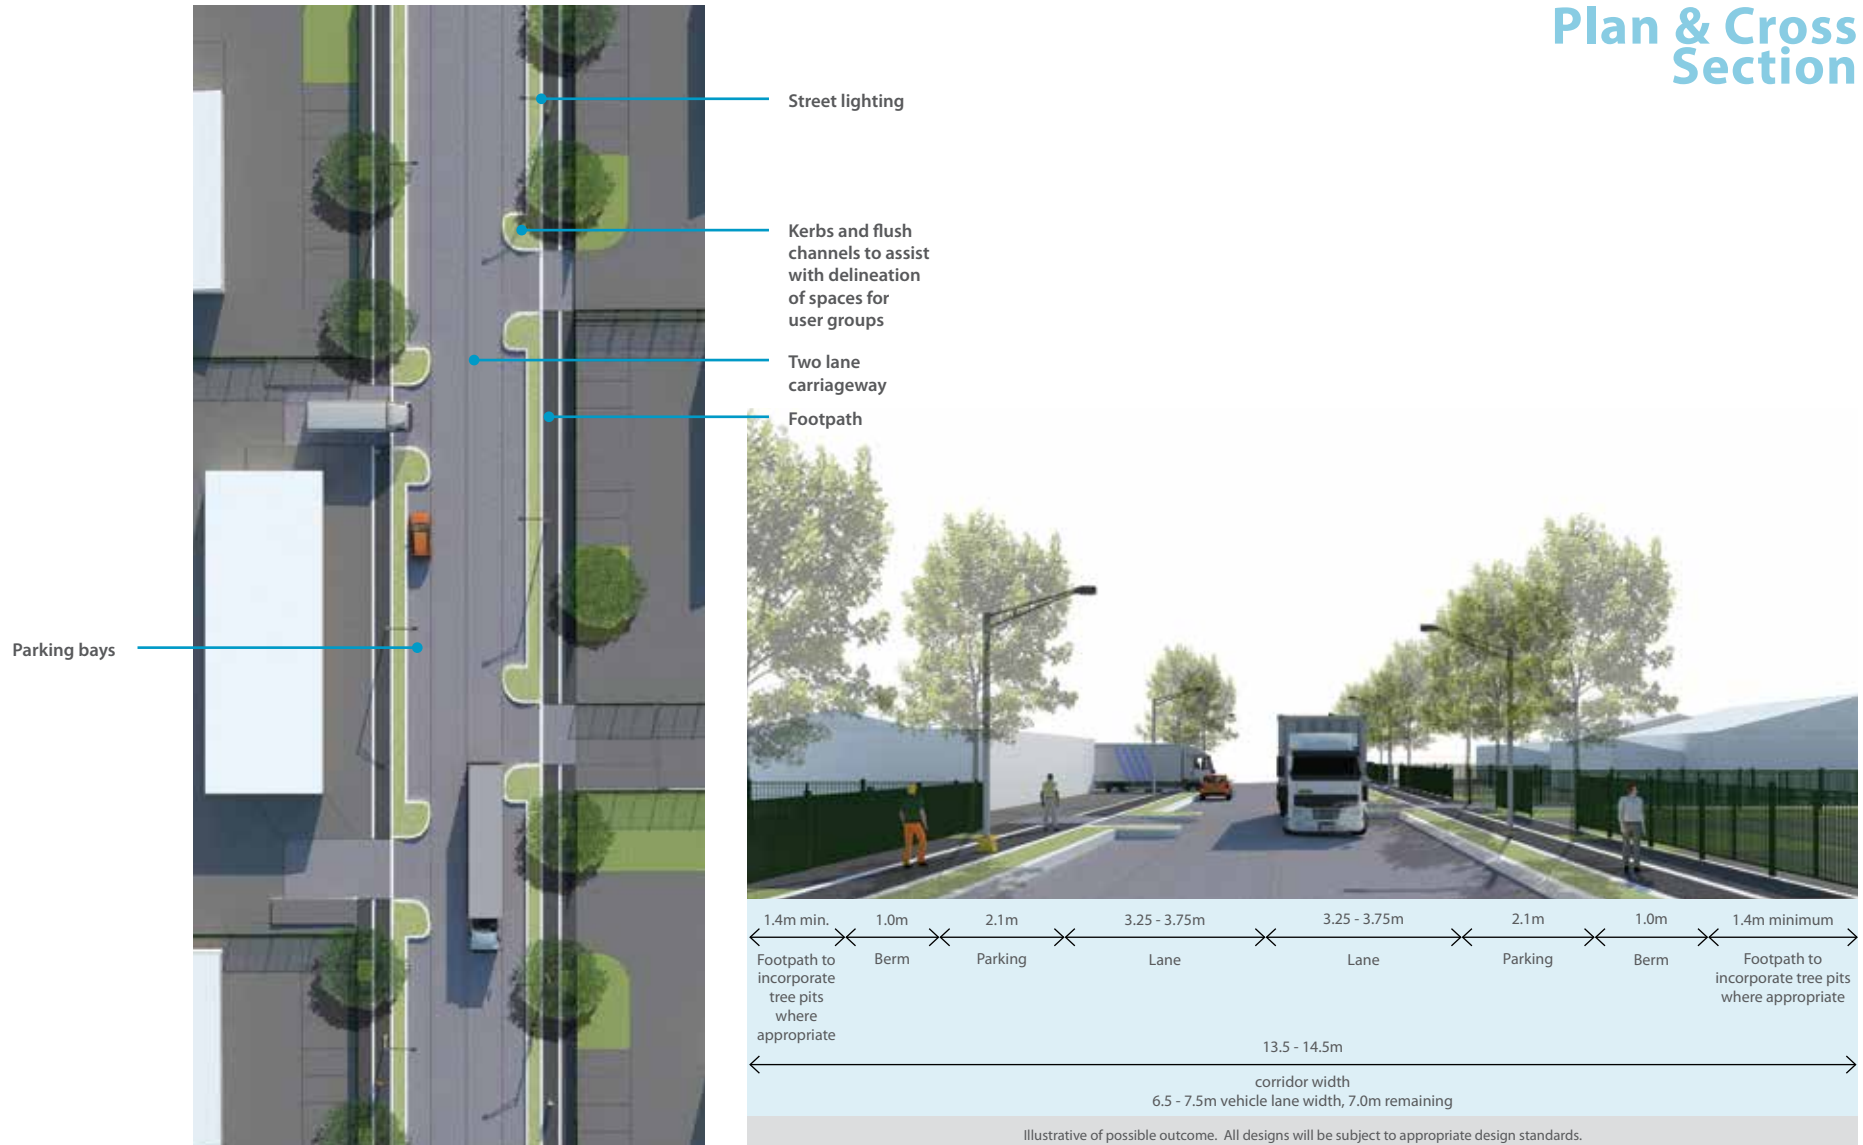 Plan & Cross
Section
Street lighting
Kerbs and flush
channels to assist
with delineation
of spaces for
user groups
Two lane
carriageway
Footpath
Parking bays
1.4m min.
1.0m
2.1m
3.25 - 3.75m
3.25 - 3.75m
2.1m
1.0m
1.4m minimum
Footpath to
incorporate
tree pits
where
appropriate
Berm
Parking
Lane
Lane
Parking
Berm
Footpath to
incorporate tree pits
where appropriate
13.5 - 14.5m
corridor width
6.5 - 7.5m vehicle lane width, 7.0m remaining
Illustrative of possible outcome. All designs will be subject to appropriate design standards.